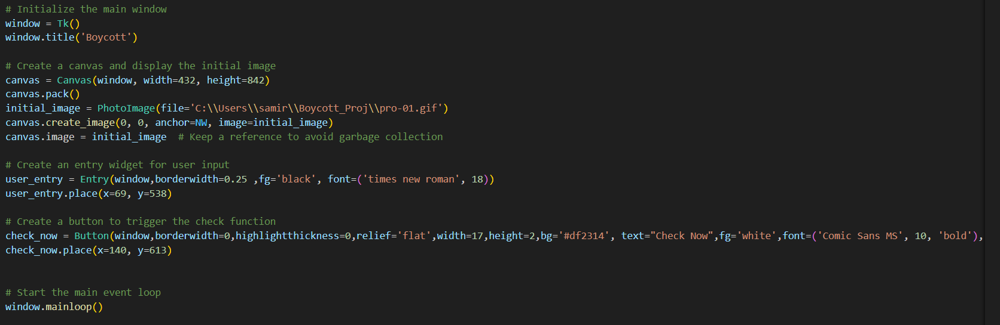 # Initialize the main window
window = Tk()
window.title('Boycott')
# Create a canvas and display the initial image
canvas = Canvas(window, width=432, height=842)
canvas.pack()
initial_image = PhotoImage(file='C:\\Users\\samir\\Boycott_Proj\\pro-01.gif')
canvas.create_image(0, 0, anchor=NW, image=initial_image)
canvas.image = initial_image  # Keep a reference to avoid garbage collection
# Create an entry widget for user input
user_entry = Entry(window,borderwidth=0.25 ,fg='black', font=('times new roman', 18))
user_entry.place(x=69, y=538)
# Create a button to trigger the check function
check_now = Button(window,borderwidth=0,highlightthickness=0,relief='flat',width=17,height=2,bg='#df2314', text="Check Now",fg='white',font=('Comic Sans MS', 10, 'bold'),
check_now.place(x=140, y=613)
# Start the main event loop
window.mainloop()